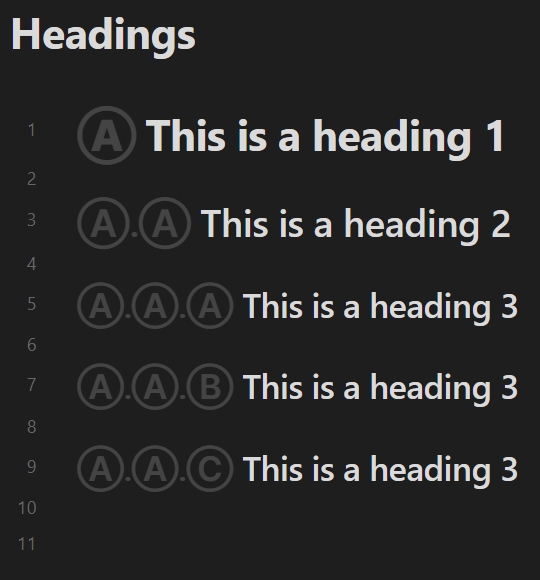 Headings
1 Ⓐ This is a heading 1
2
3 Ⓐ.Ⓐ This is a heading 2
4
5 Ⓐ.Ⓐ.Ⓐ This is a heading 3
6
7 Ⓐ.Ⓐ.Ⓑ This is a heading 3
8
9 Ⓐ.Ⓐ.Ⓒ This is a heading 3
10
11